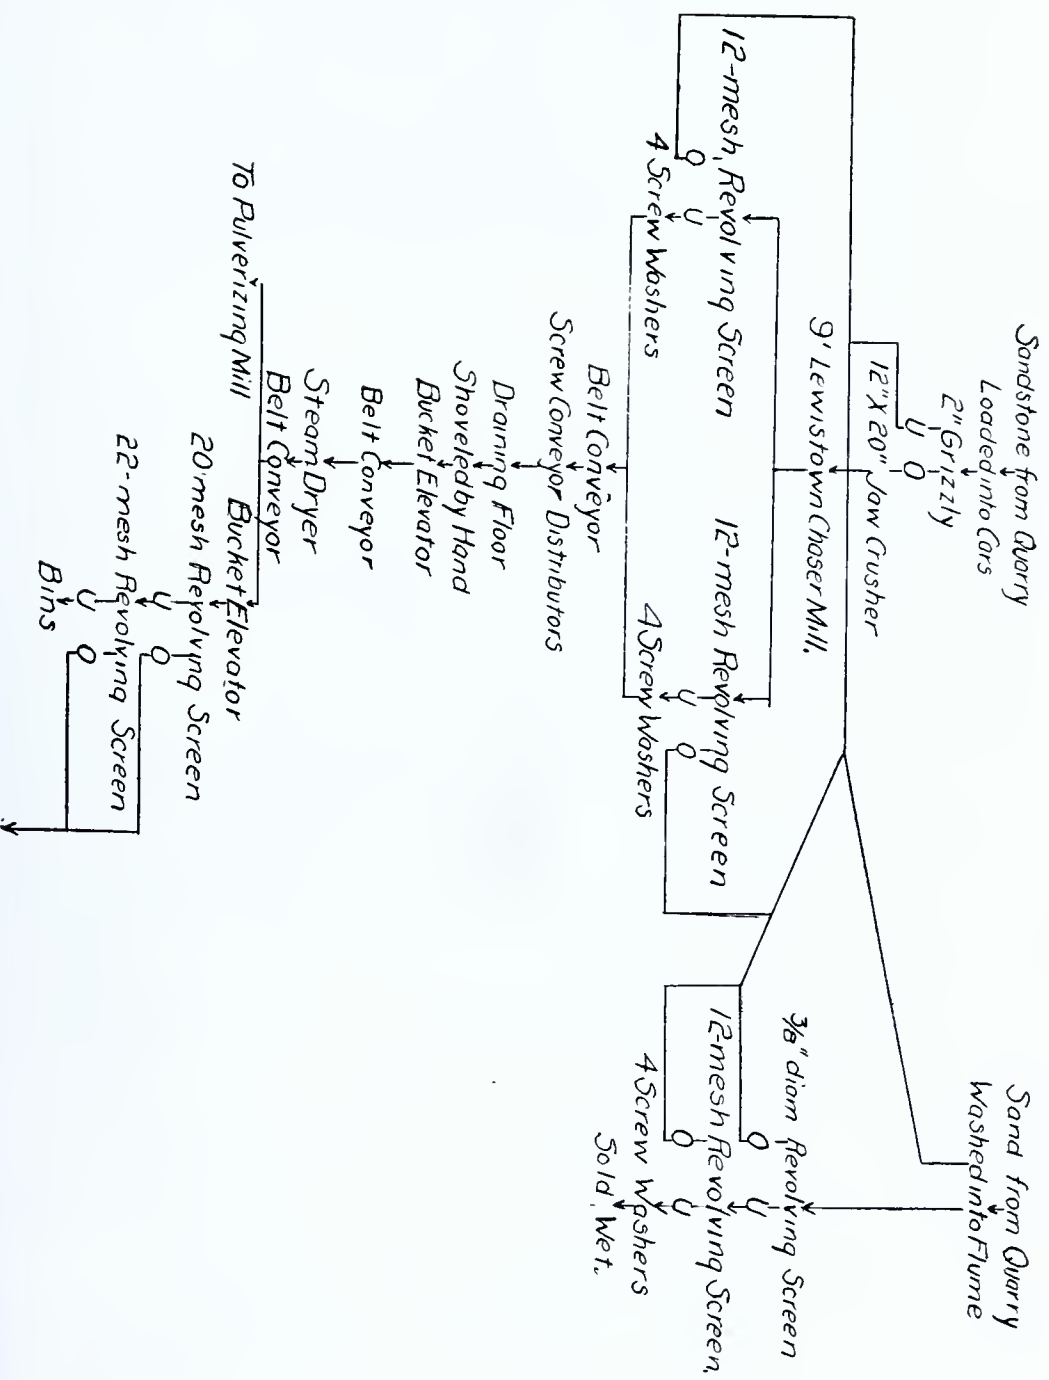 Sandstone from Quarry
Loaded into Cars
2" Grizzly
U O
12" X 20" Jaw Crusher
9' Lewistown Chaser Mill.
12-mesh, Revolving Screen
O U
4 Screw Washers
12-mesh Revolving Screen
U O
4 Screw Washers
Belt Conveyor
Screw Conveyor Distributors
Draining Floor
Shoveled by Hand
Bucket Elevator
Belt Conveyor
Steam Dryer
Belt Conveyor
To Pulverizing Mill
Bucket Elevator
20-mesh Revolving Screen
U O
22-mesh Revolving Screen
U O
Bins
Sand from Quarry
Washed into Flume
3/8" diam Revolving Screen
O U
12-mesh Revolving Screen.
O U
4 Screw Washers
Sold Wet.